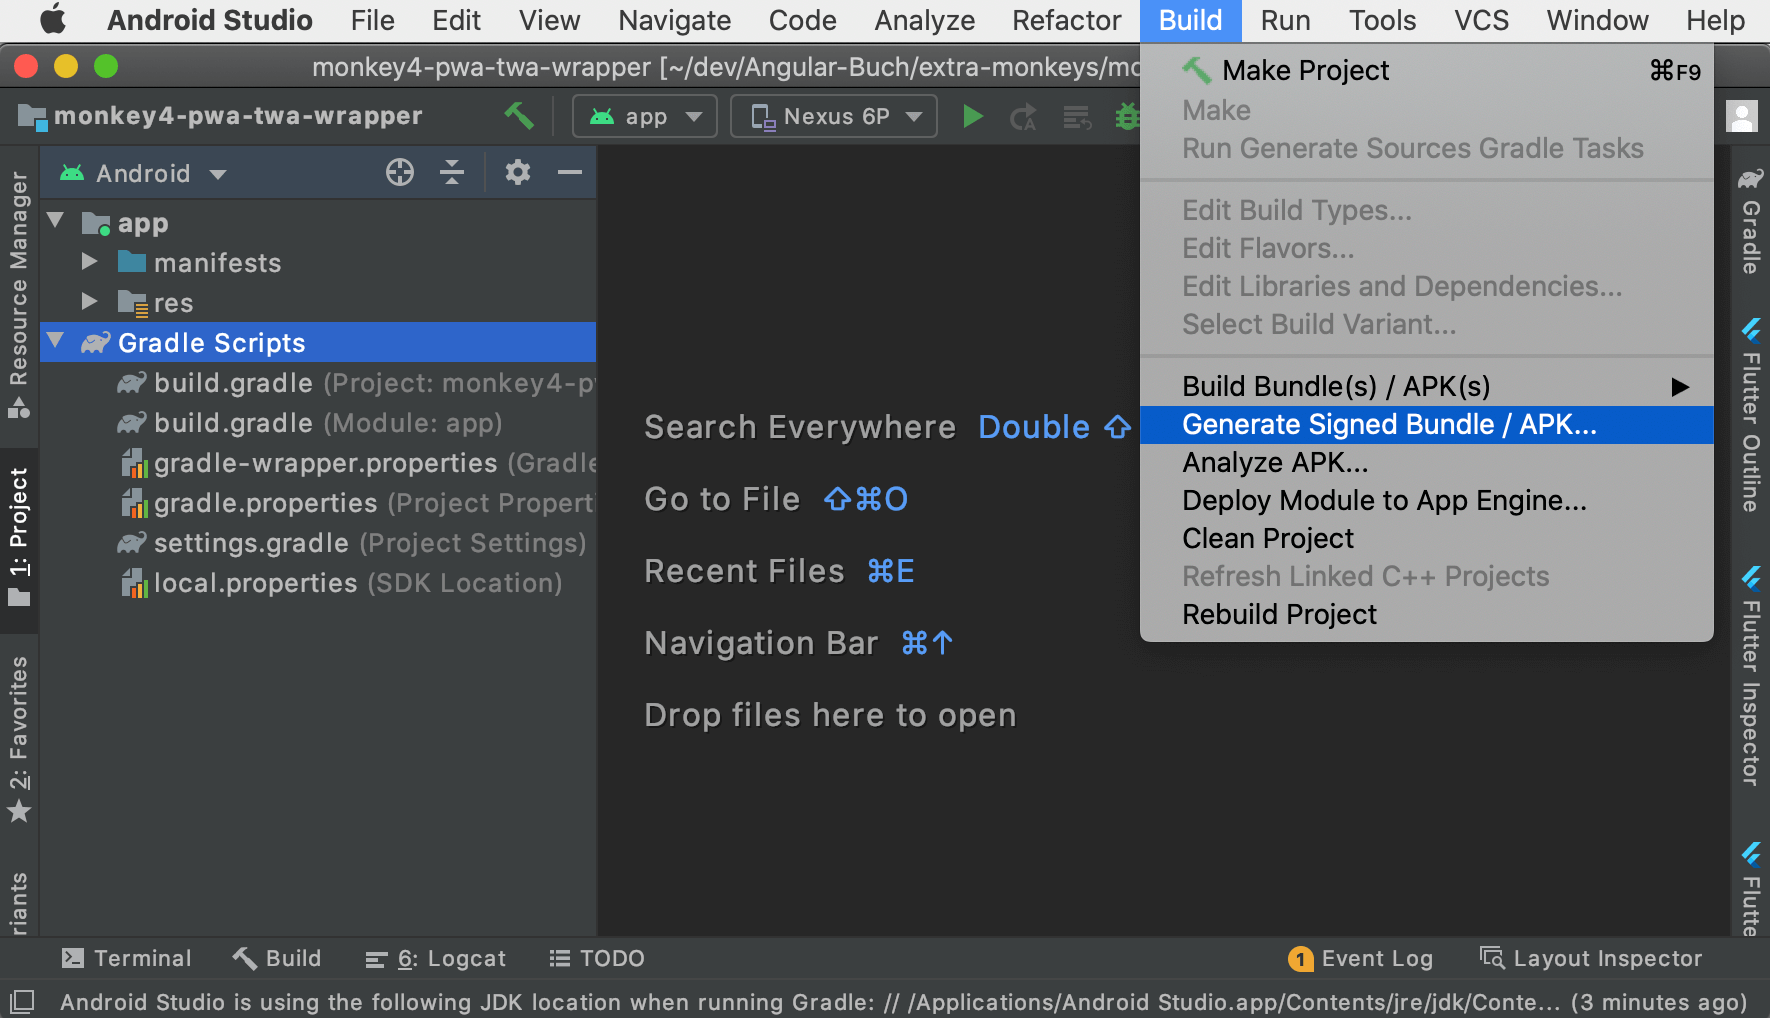 Android Studio File Edit View Navigate Code Analyze Refactor Build Run Tools VCS Window Help
monkey4-pwa-twa-wrapper [~/dev/Angular-Buch/extra-monkeys/mo
monkey4-pwa-twa-wrapper app Nexus 6P
Android
app
manifests
res
Gradle Scripts
build.gradle (Project: monkey4-p
build.gradle (Module: app)
gradle-wrapper.properties (Gradle
gradle.properties (Project Propert
settings.gradle (Project Settings)
local.properties (SDK Location)
Resource Manager
1: Project
2: Favorites
riants
Search Everywhere Double ⇧
Go to File ⇧⌘O
Recent Files ⌘E
Navigation Bar ⌘↑
Drop files here to open
Make Project ⌘F9
Make
Run Generate Sources Gradle Tasks
Edit Build Types...
Edit Flavors...
Edit Libraries and Dependencies...
Select Build Variant...
Build Bundle(s) / APK(s)
Generate Signed Bundle / APK...
Analyze APK...
Deploy Module to App Engine...
Clean Project
Refresh Linked C++ Projects
Rebuild Project
Gradle
Flutter Outline
Flutter Inspector
Flutte
Terminal Build 6: Logcat TODO 1 Event Log Layout Inspector
Android Studio is using the following JDK location when running Gradle: // /Applications/Android Studio.app/Contents/jre/jdk/Conte... (3 minutes ago)